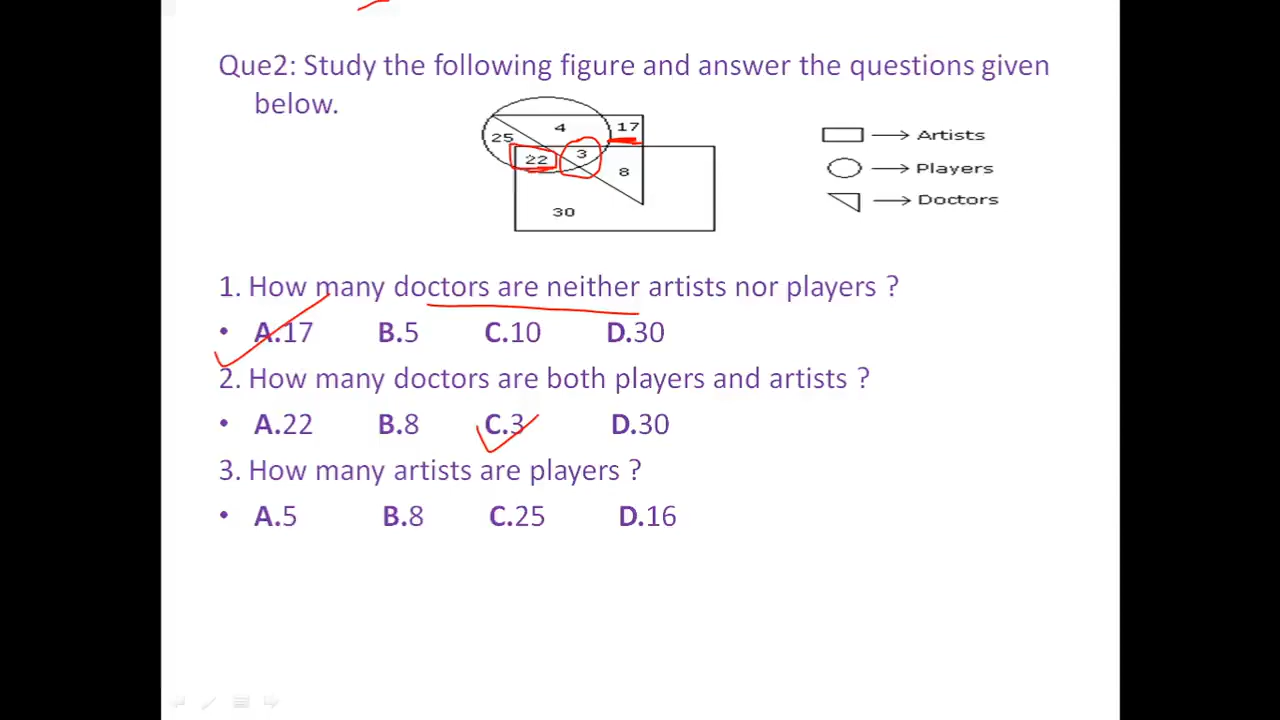 Que2: Study the following figure and answer the questions given
below.
4
17
25
3
22
8
30
Artists
Players
Doctors
1. How many doctors are neither artists nor players ?
• A.17 B.5 C.10 D.30
2. How many doctors are both players and artists ?
• A.22 B.8 C.3 D.30
3. How many artists are players ?
• A.5 B.8 C.25 D.16